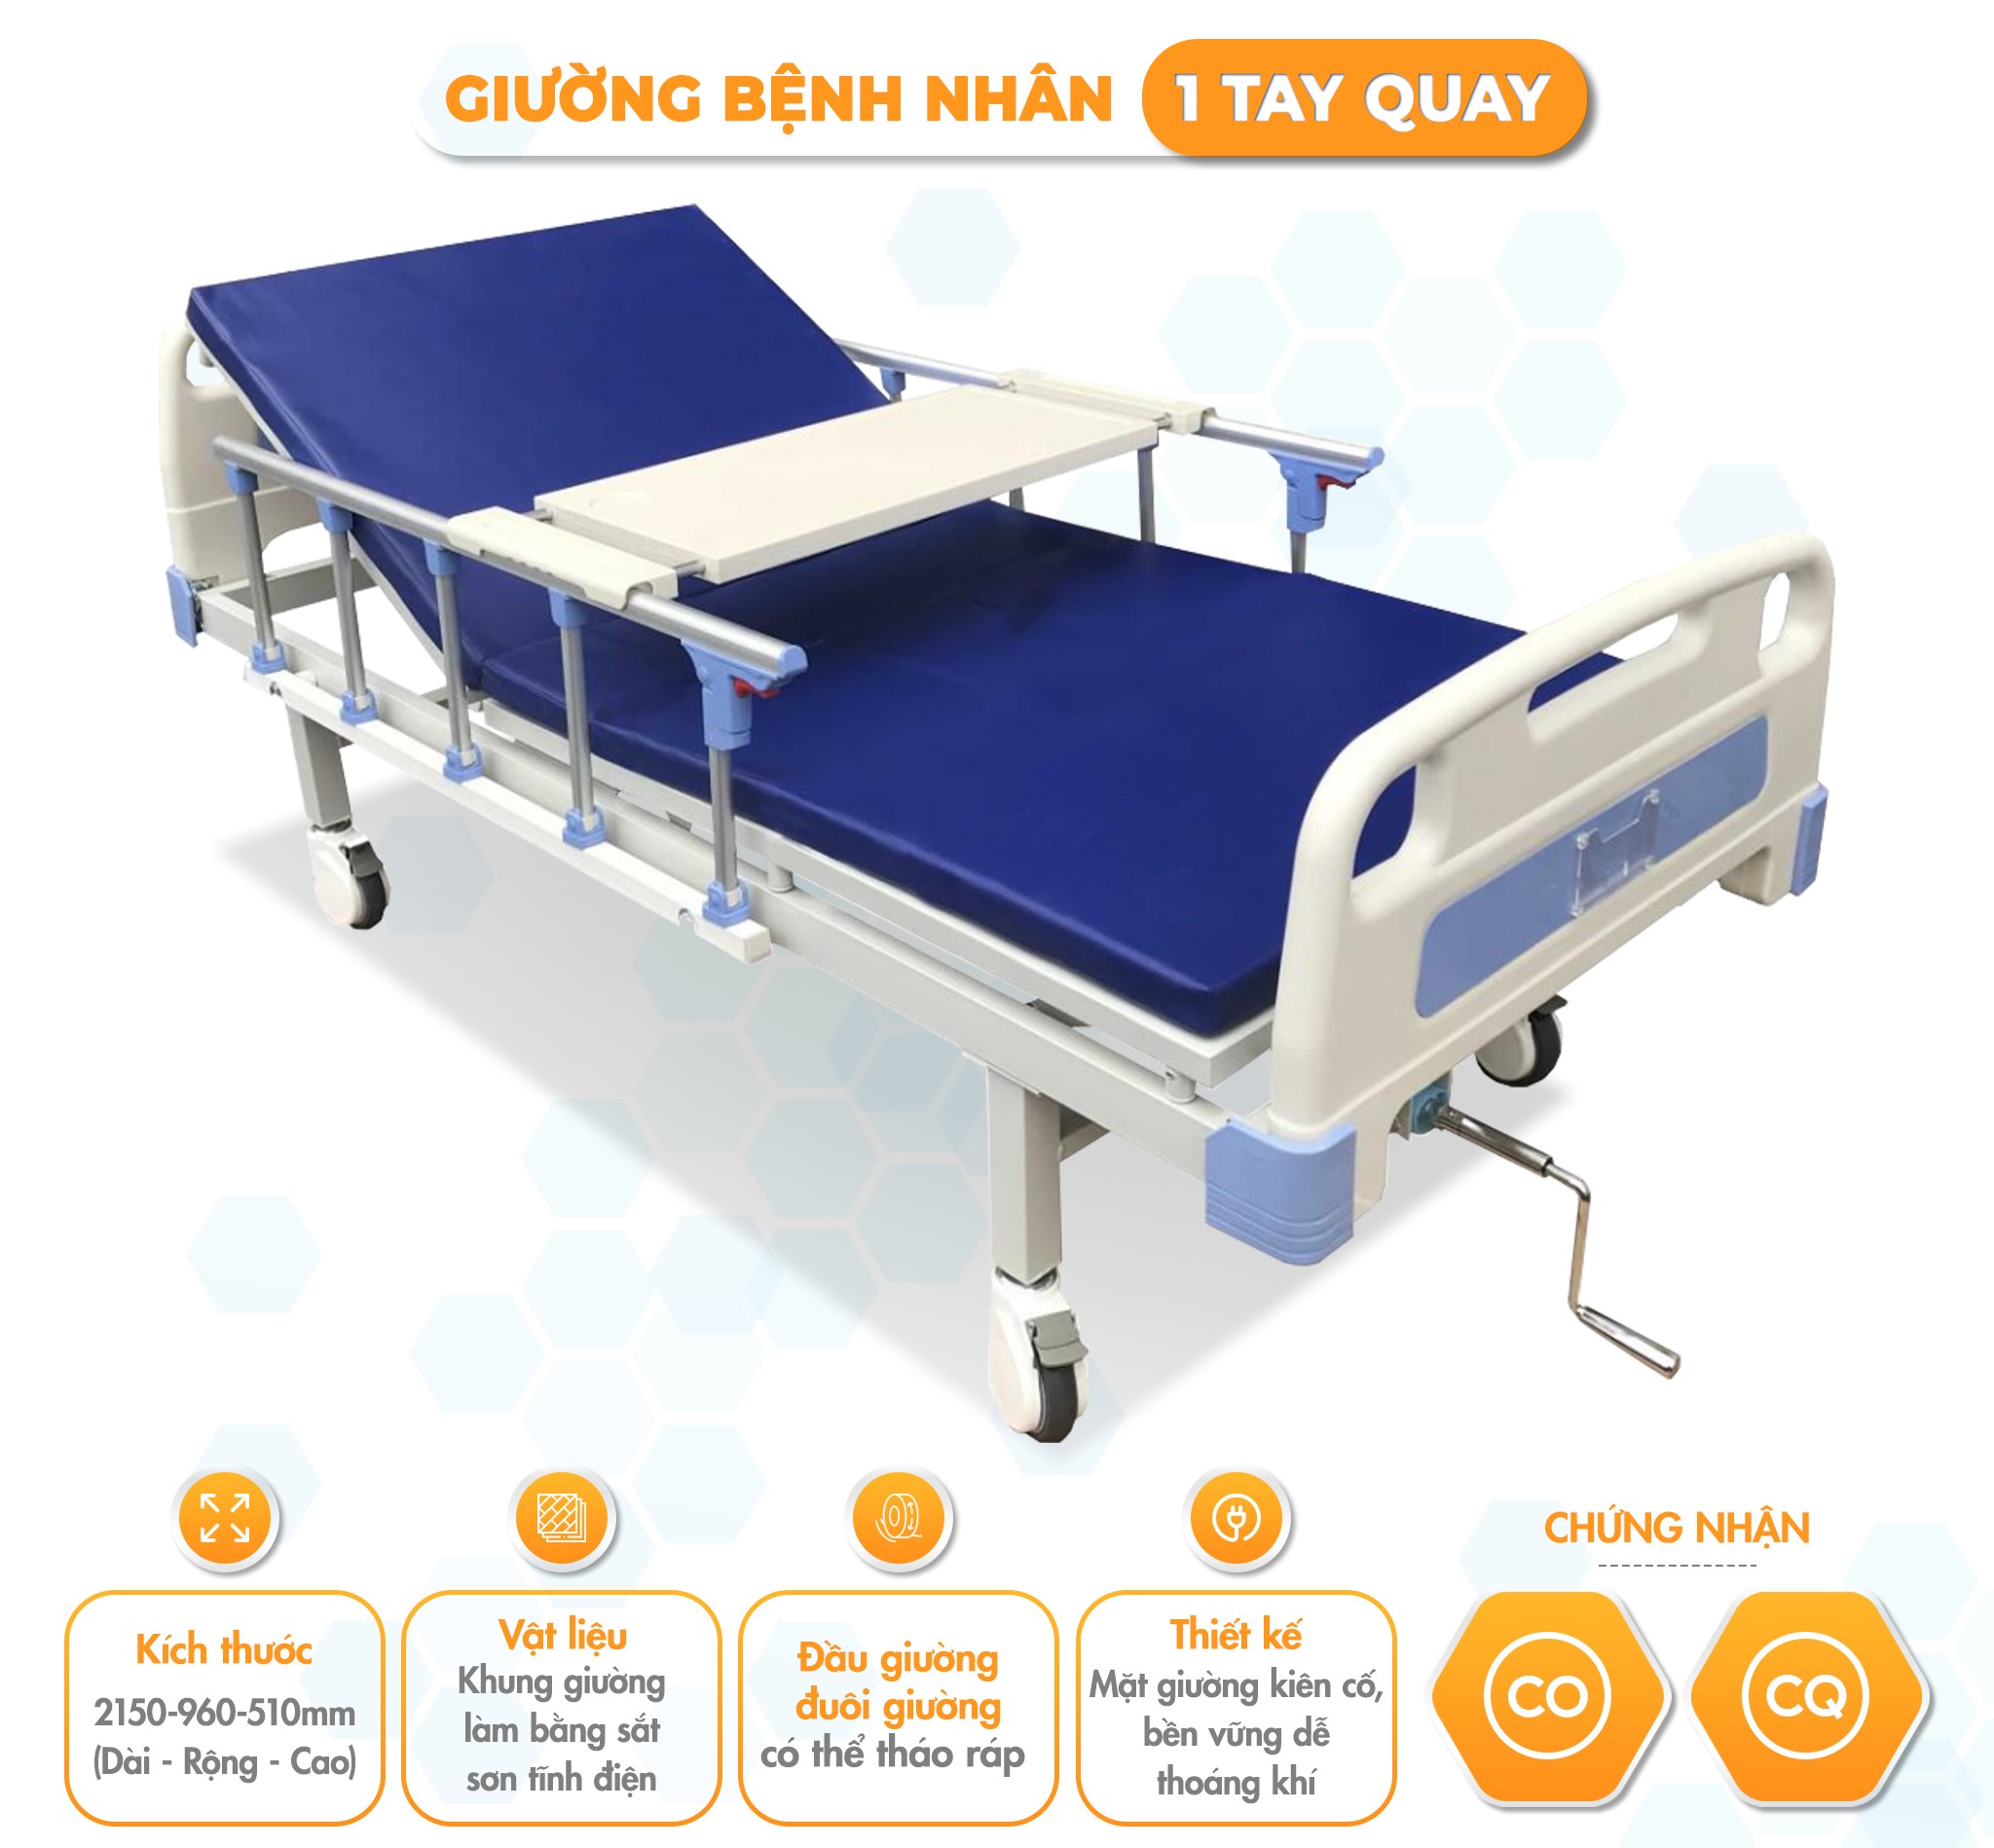 GIƯỜNG BỆNH NHÂN 1 TAY QUAY
Kích thước
2150-960-510mm
(Dài - Rộng - Cao)
Vật liệu
Khung giường
làm bằng sắt
sơn tĩnh điện
Đầu giường
đuôi giường
có thể tháo ráp
Thiết kế
Mặt giường kiên cố,
bền vững dễ
thoáng khí
CHỨNG NHẬN
CO
CQ